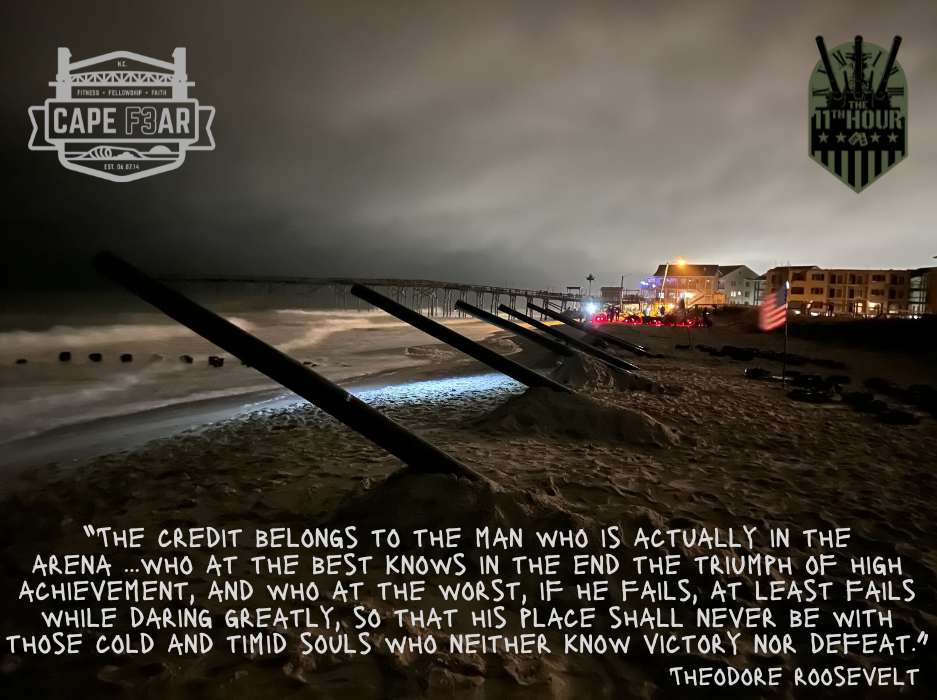 N.C.
FITNESS • FELLOWSHIP • FAITH
CAPE F3AR
EST. 06.07.14
THE
11TH HOUR
"THE CREDIT BELONGS TO THE MAN WHO IS ACTUALLY IN THE
ARENA ...WHO AT THE BEST KNOWS IN THE END THE TRIUMPH OF HIGH
ACHIEVEMENT, AND WHO AT THE WORST, IF HE FAILS, AT LEAST FAILS
WHILE DARING GREATLY, SO THAT HIS PLACE SHALL NEVER BE WITH
THOSE COLD AND TIMID SOULS WHO NEITHER KNOW VICTORY NOR DEFEAT."
THEODORE ROOSEVELT